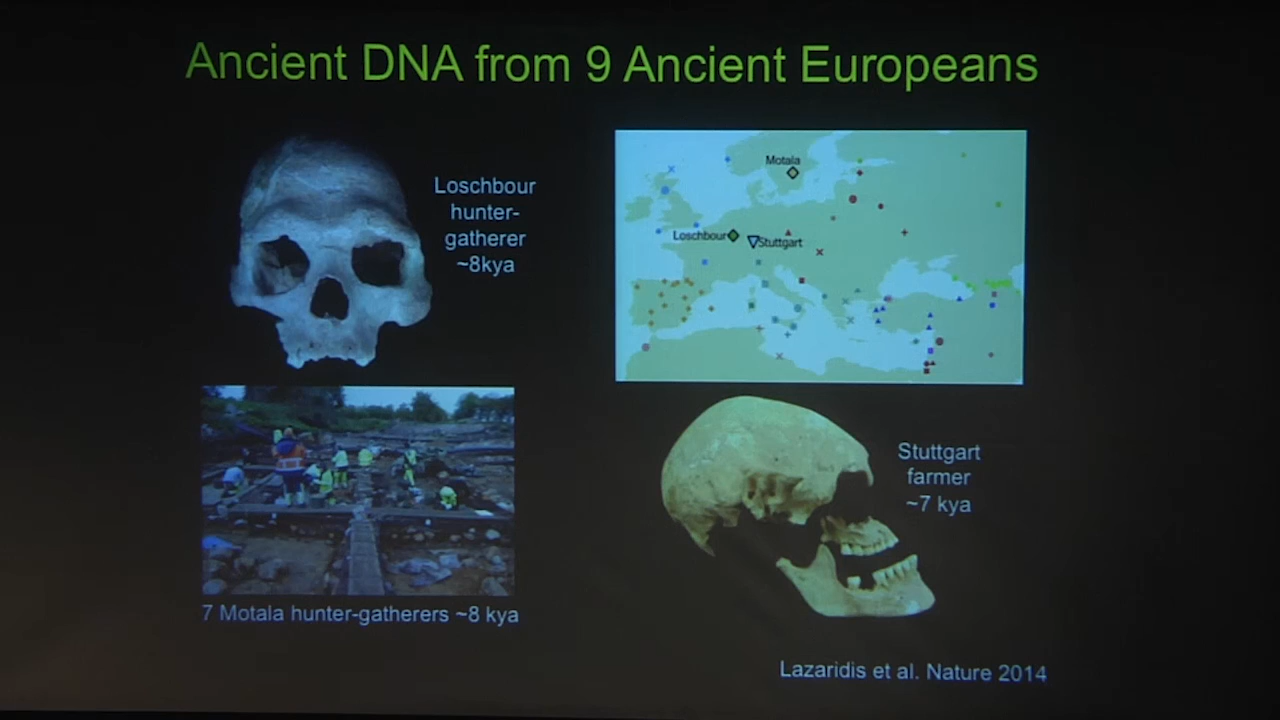 Ancient DNA from 9 Ancient Europeans
Loschbour
hunter-
gatherer
~8kya
Motala
Loschbour
Stuttgart
7 Motala hunter-gatherers ~8 kya
Stuttgart
farmer
~7 kya
Lazaridis et al. Nature 2014